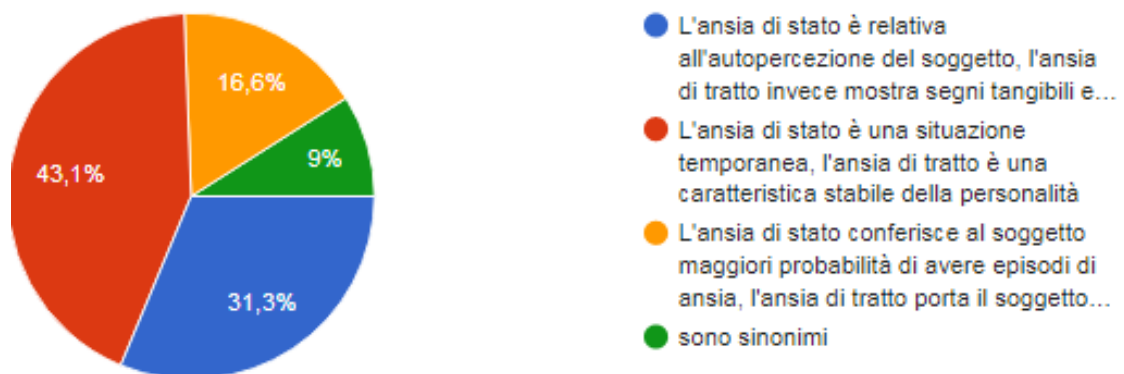 16,6%
9%
43,1%
31,3%
L'ansia di stato è relativa
all'autopercezione del soggetto, l'ansia
di tratto invece mostra segni tangibili e...
L'ansia di stato è una situazione
temporanea, l'ansia di tratto è una
caratteristica stabile della personalità
L'ansia di stato conferisce al soggetto
maggiori probabilità di avere episodi di
ansia, l'ansia di tratto porta il soggetto...
sono sinonimi